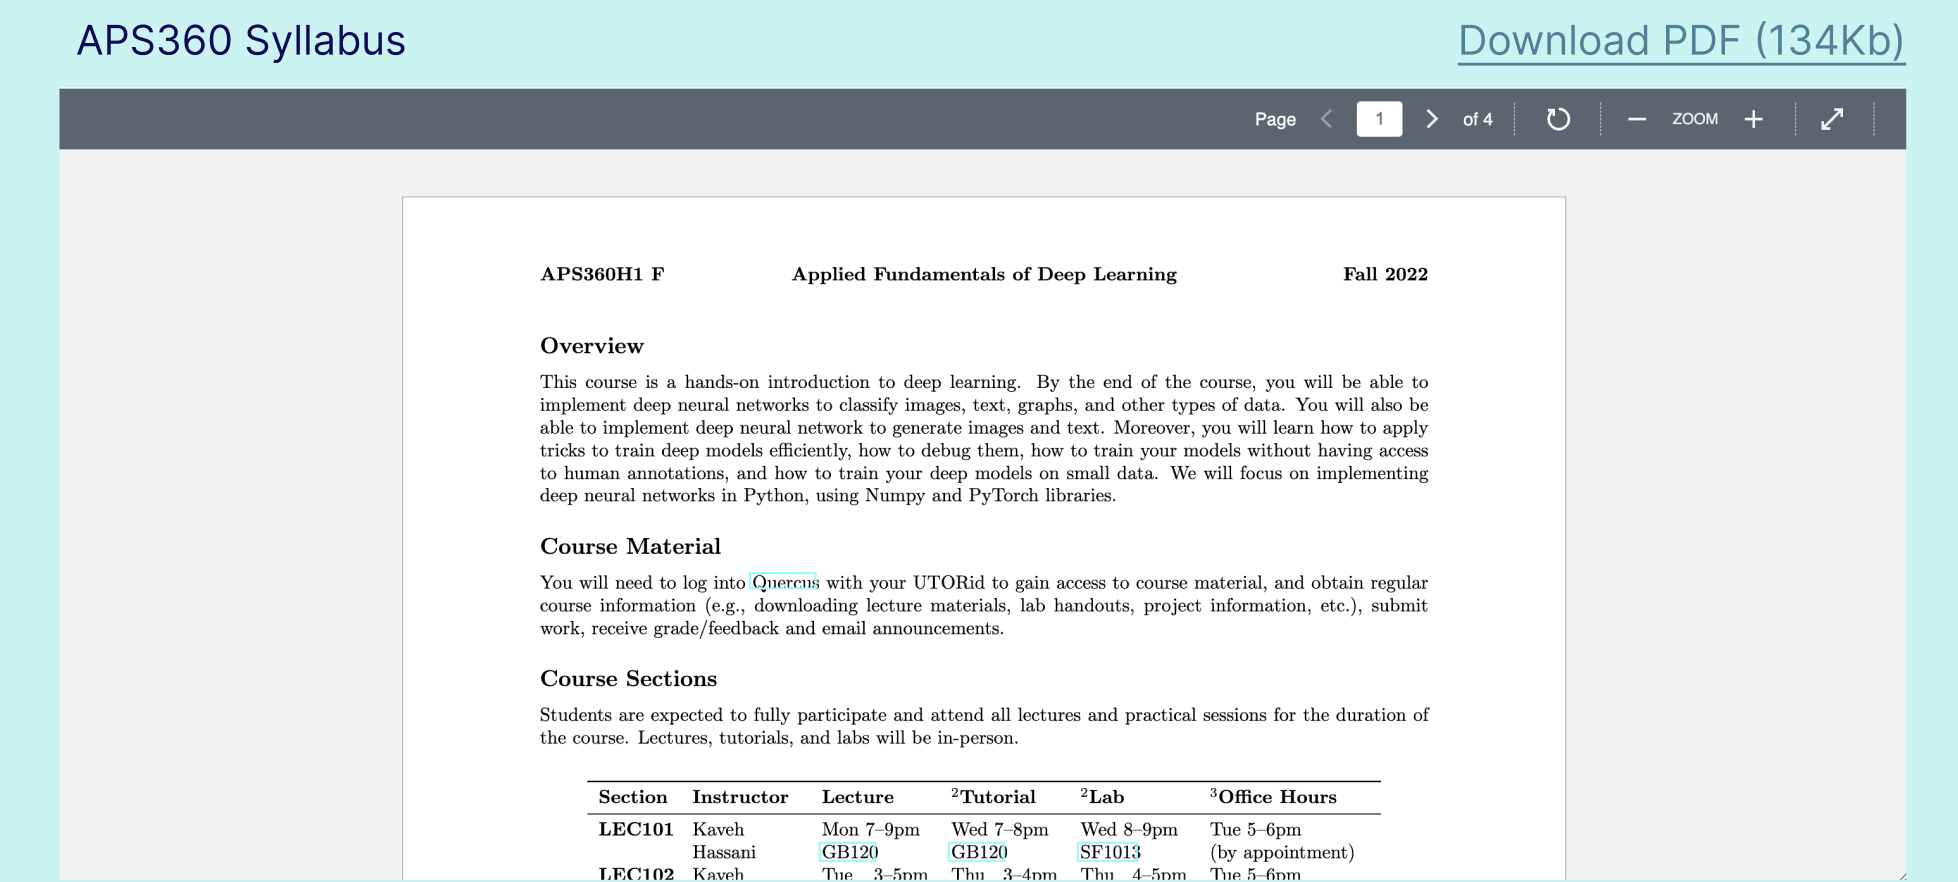 APS360 Syllabus
Download PDF (134Kb)
Page 1 of 4 ZOOM
APS360H1 F Applied Fundamentals of Deep Learning Fall 2022
Overview
This course is a hands-on introduction to deep learning. By the end of the course, you will be able to
implement deep neural networks to classify images, text, graphs, and other types of data. You will also be
able to implement deep neural network to generate images and text. Moreover, you will learn how to apply
tricks to train deep models efficiently, how to debug them, how to train your models without having access
to human annotations, and how to train your deep models on small data. We will focus on implementing
deep neural networks in Python, using Numpy and PyTorch libraries.
Course Material
You will need to log into Quercus with your UTORid to gain access to course material, and obtain regular
course information (e.g., downloading lecture materials, lab handouts, project information, etc.), submit
work, receive grade/feedback and email announcements.
Course Sections
Students are expected to fully participate and attend all lectures and practical sessions for the duration of
the course. Lectures, tutorials, and labs will be in-person.
Section Instructor Lecture ²Tutorial ²Lab ³Office Hours
LEC101 Kaveh Mon 7–9pm Wed 7–8pm Wed 8–9pm Tue 5–6pm
Hassani GB120 GB120 SF1013 (by appointment)
LEC102 Kaveh Tue 3–5pm Thu 3–4pm Thu 4–5pm Tue 5–6pm